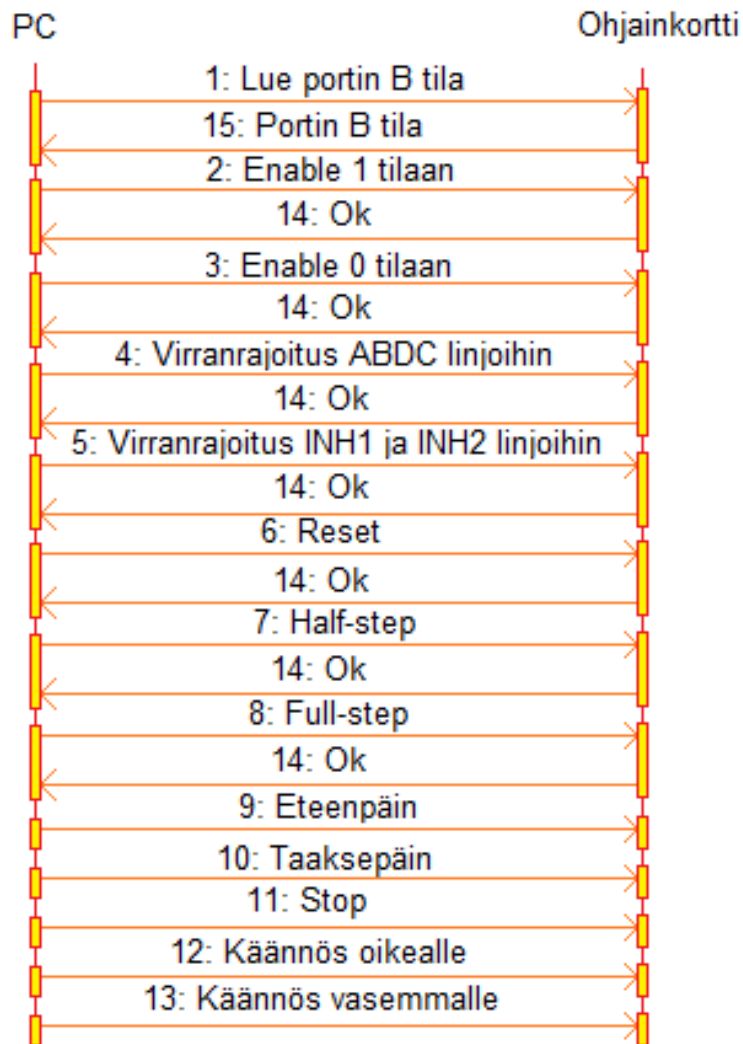 PC
Ohjainkortti
1: Lue portin B tila
15: Portin B tila
2: Enable 1 tilaan
14: Ok
3: Enable 0 tilaan
14: Ok
4: Virranrajoitus ABDC linjoihin
14: Ok
5: Virranrajoitus INH1 ja INH2 linjoihin
14: Ok
6: Reset
14: Ok
7: Half-step
14: Ok
8: Full-step
14: Ok
9: Eteenpäin
10: Taaksepäin
11: Stop
12: Käännös oikealle
13: Käännös vasemmalle